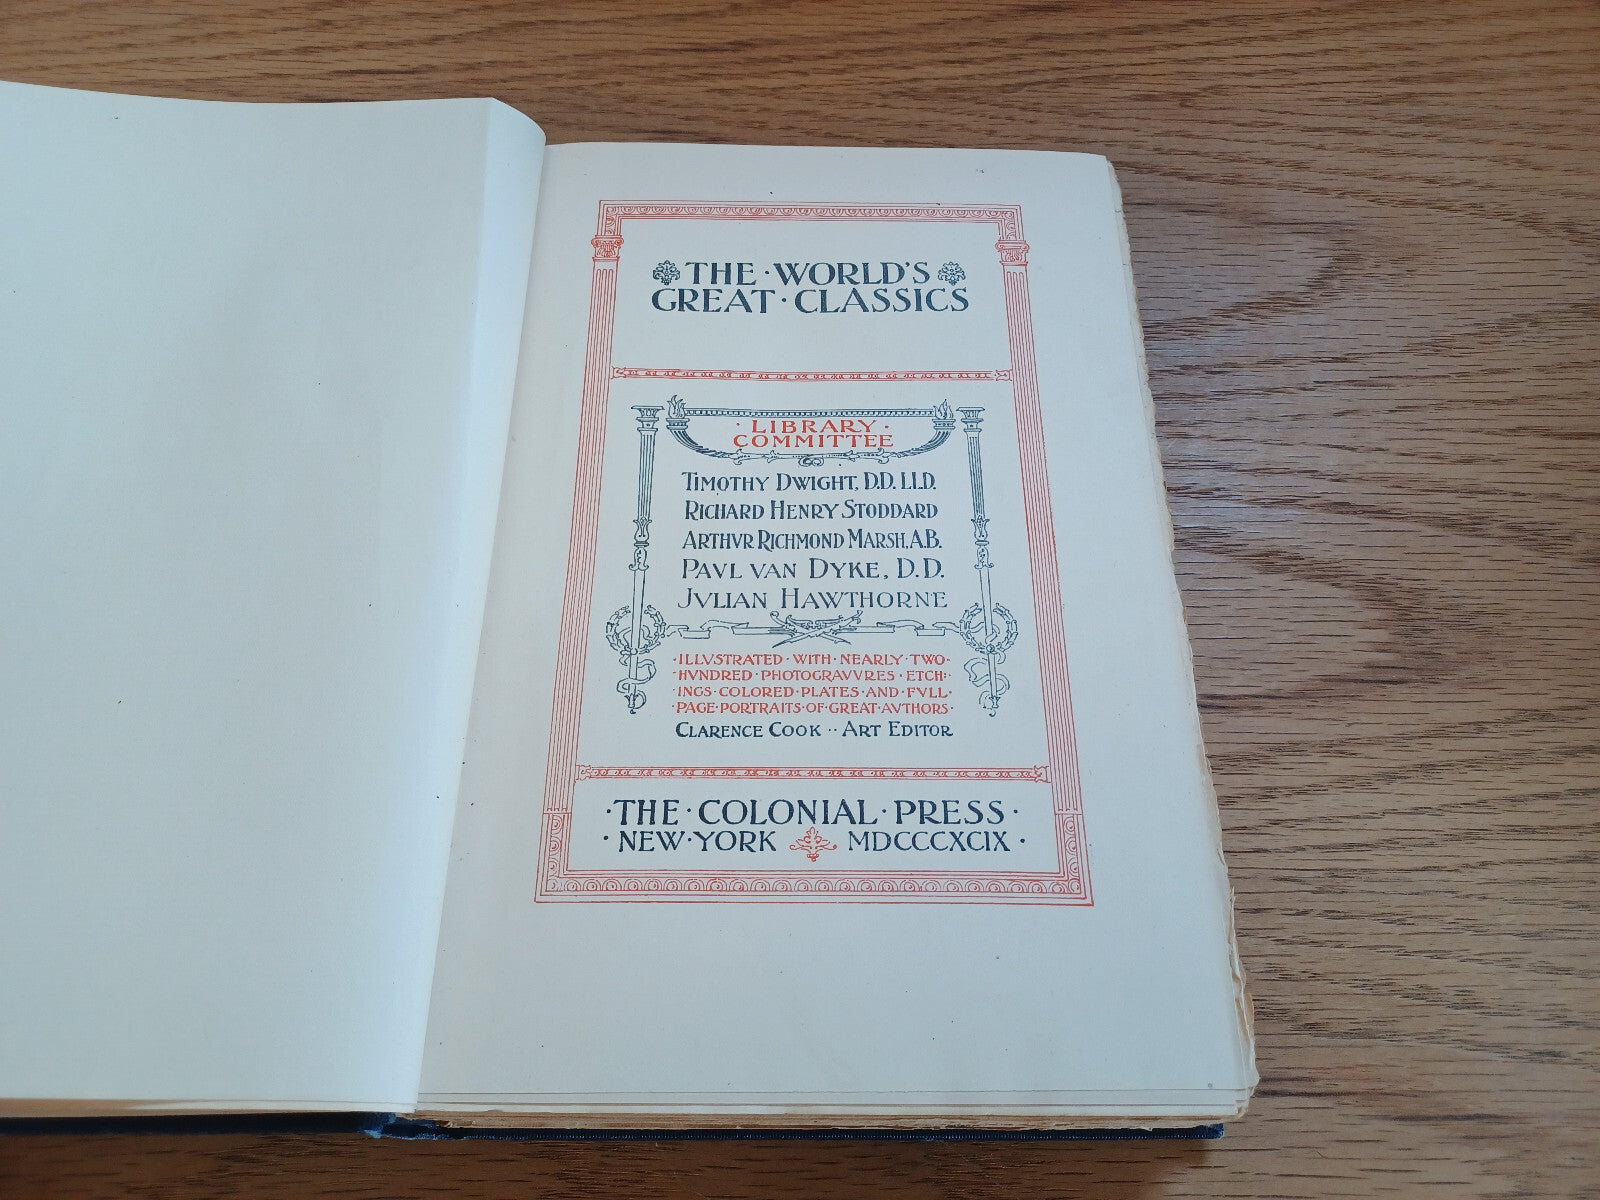 THE·WORLD'S
GREAT·CLASSICS
·LIBRARY·
COMMITTEE
TIMOTHY DWIGHT, D.D. LL.D.
RICHARD HENRY STODDARD
ARTHVR RICHMOND MARSH, A.B.
PAVL VAN DYKE, D.D.
JVLIAN HAWTHORNE
·ILLVSTRATED·WITH·NEARLY·TWO·
·HVNDRED·PHOTOGRAVVRES·ETCH·
·INGS·COLORED·PLATES·AND·FVLL·
·PAGE·PORTRAITS·OF·GREAT·AVTHORS·
CLARENCE COOK ·· ART EDITOR
·THE·COLONIAL·PRESS·
·NEW·YORK MDCCCXCIX·